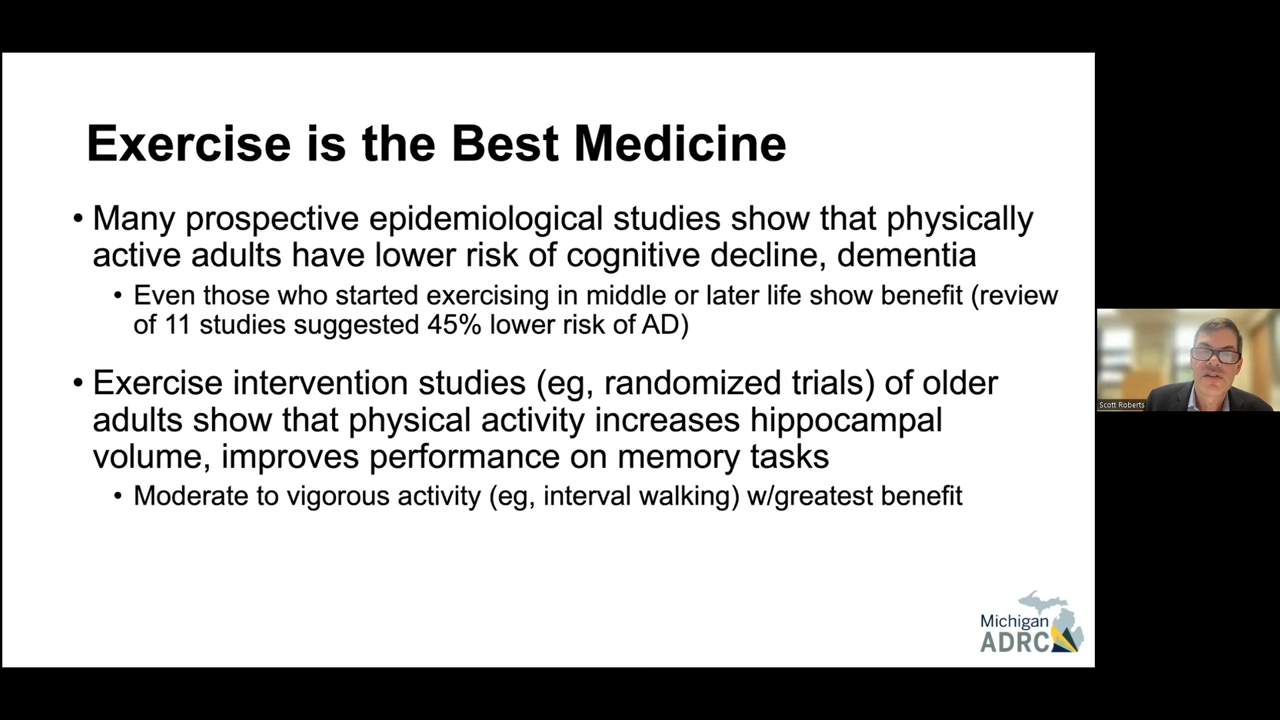 Exercise is the Best Medicine
• Many prospective epidemiological studies show that physically
active adults have lower risk of cognitive decline, dementia
• Even those who started exercising in middle or later life show benefit (review
of 11 studies suggested 45% lower risk of AD)
• Exercise intervention studies (eg, randomized trials) of older
adults show that physical activity increases hippocampal
volume, improves performance on memory tasks
• Moderate to vigorous activity (eg, interval walking) w/greatest benefit
Scott Roberts
Michigan
ADRC